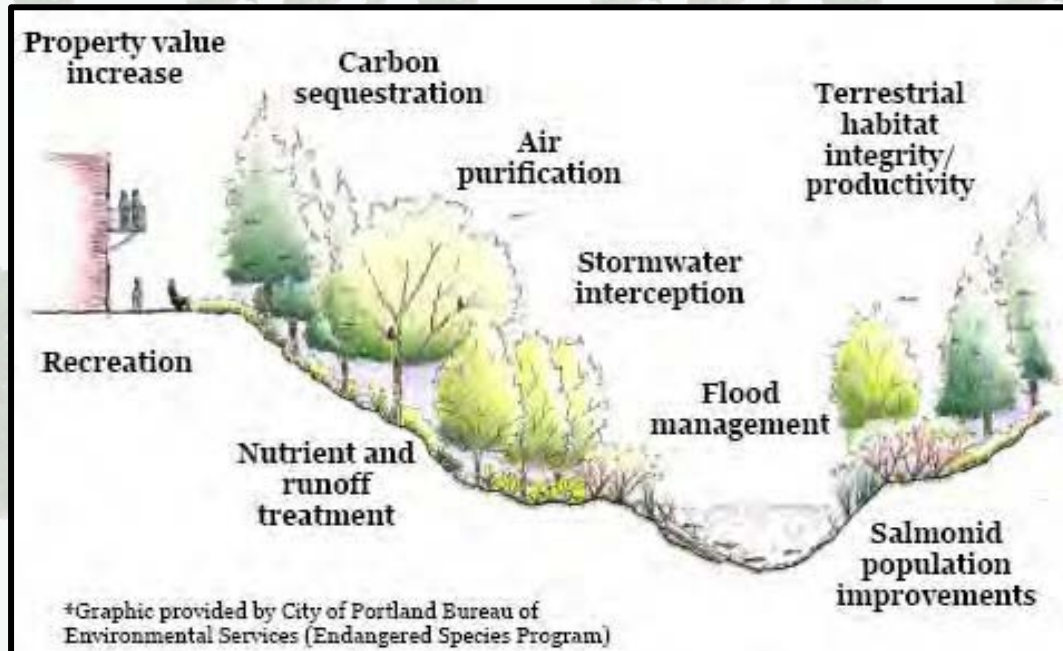 Property value
increase
Carbon
sequestration
Air
purification
Terrestrial
habitat
integrity/
productivity
Stormwater
interception
Recreation
Flood
management
Nutrient and
runoff
treatment
Salmonid
population
improvements
*Graphic provided by City of Portland Bureau of
Environmental Services (Endangered Species Program)